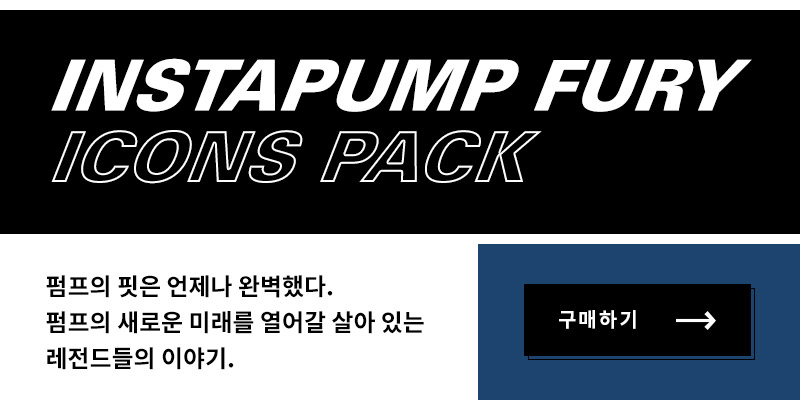 INSTAPUMP FURY
ICONS PACK
펌프의 핏은 언제나 완벽했다.
펌프의 새로운 미래를 열어갈 살아 있는
레전드들의 이야기.
구매하기